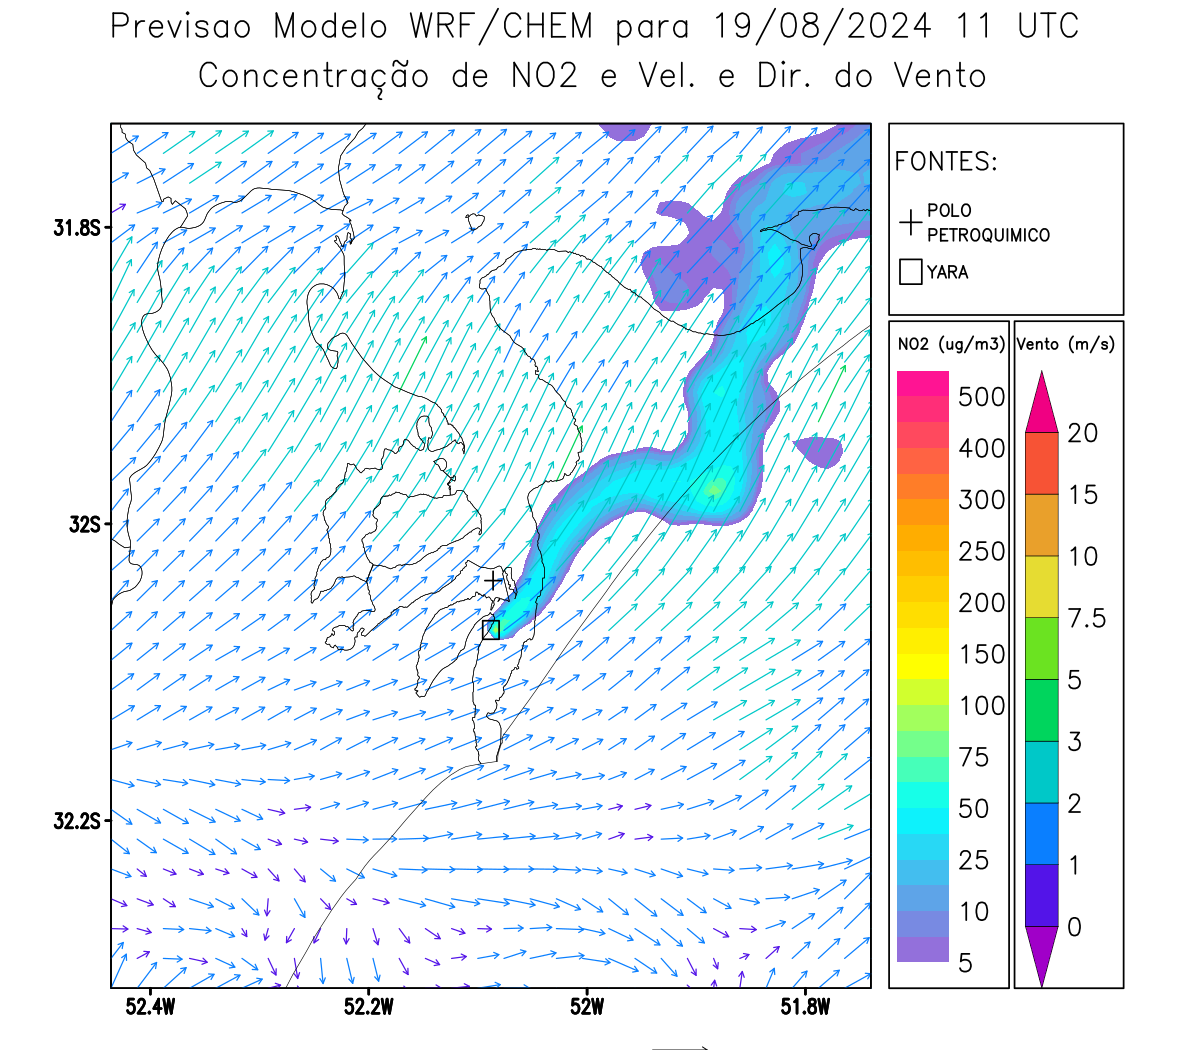 Previsao Modelo WRF/CHEM para 19/08/2024 11 UTC
Concentração de NO2 e Vel. e Dir. do Vento
FONTES:
POLO
PETROQUIMICO
YARA
NO2 (ug/m3)
500
400
300
250
200
150
100
75
50
25
10
5
Vento (m/s)
20
15
10
7.5
5
3
2
1
0
31.8S
32S
32.2S
52.4W 52.2W 52W 51.8W